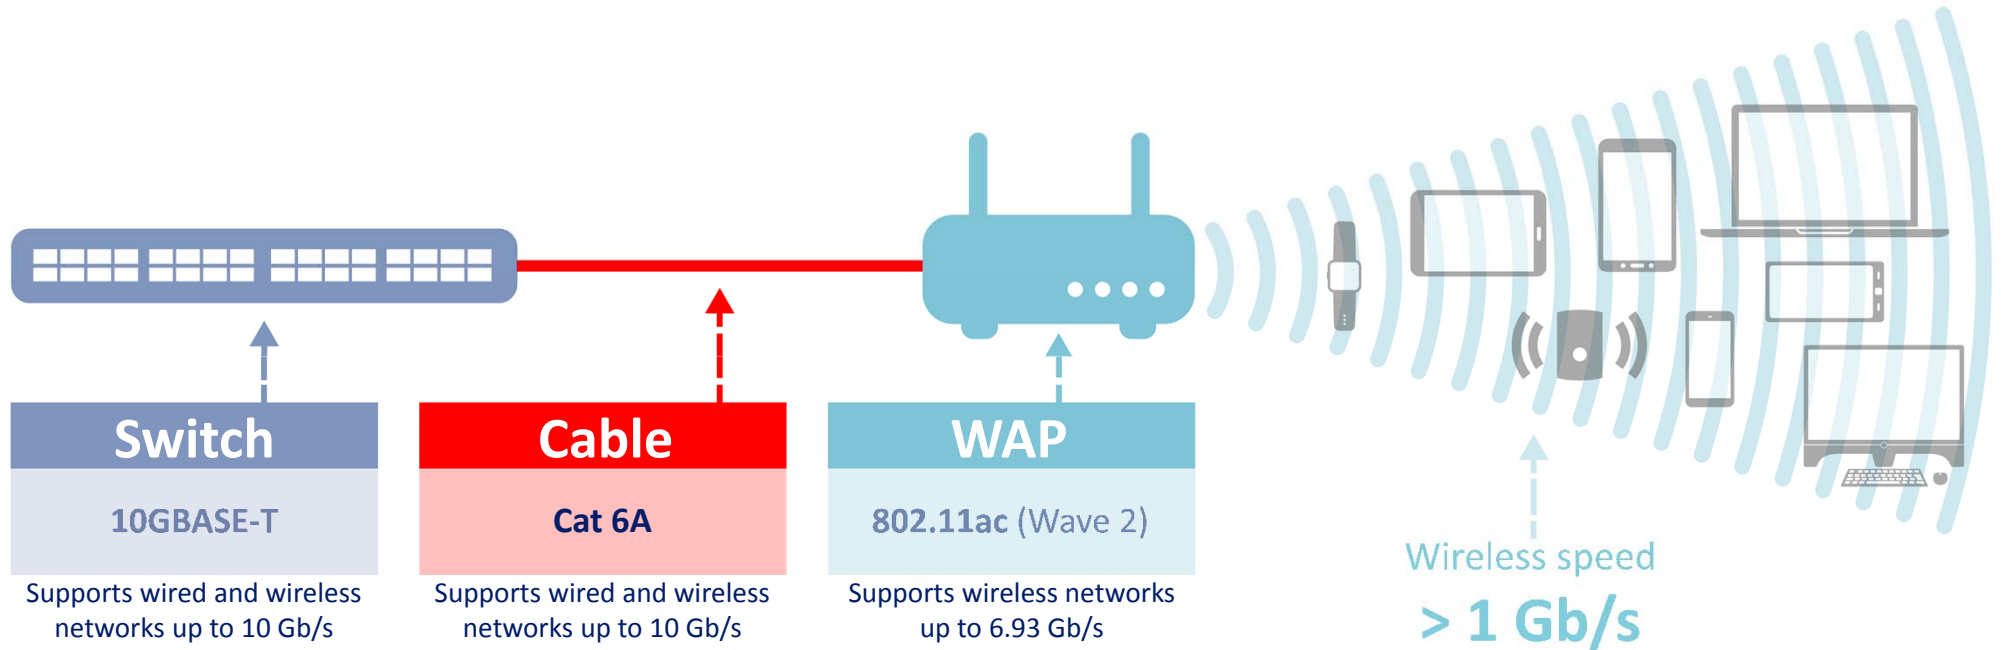 Switch
10GBASE-T
Supports wired and wireless
networks up to 10 Gb/s
Cable
Cat 6A
Supports wired and wireless
networks up to 10 Gb/s
WAP
802.11ac (Wave 2)
Supports wireless networks
up to 6.93 Gb/s
Wireless speed
> 1 Gb/s